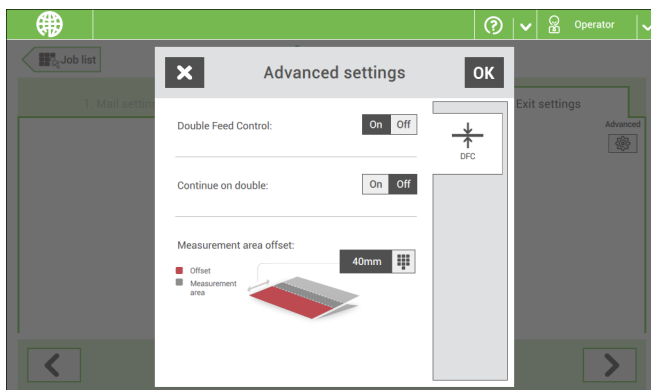 Operator
Job list
Advanced settings
OK
1. Mail settin
Exit settings
Advanced
Double Feed Control:
On Off
DFC
Continue on double:
On Off
Measurement area offset:
40mm
Offset
Measurement
area